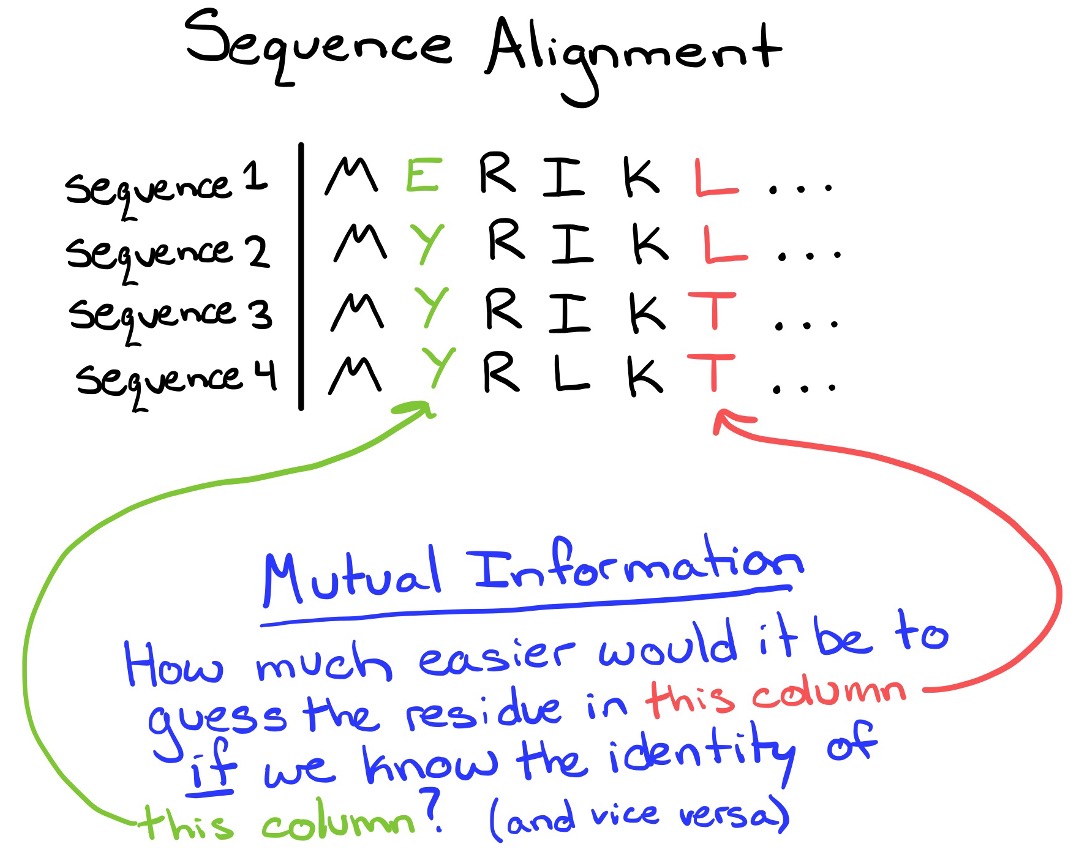 Sequence Alignment
sequence 1 M E R I K L ...
sequence 2 M Y R I K L ...
sequence 3 M Y R I K T ...
sequence 4 M Y R L K T ...
Mutual Information
How much easier would it be to
guess the residue in this column
if we know the identity of
this column? (and vice versa)